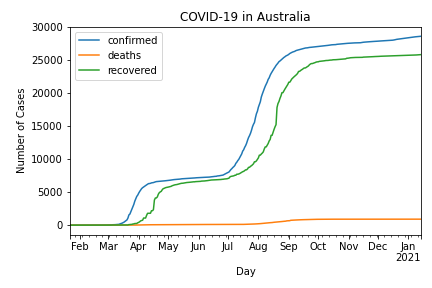 COVID-19 in Australia
confirmed
deaths
recovered
Number of Cases
30000
25000
20000
15000
10000
5000
0
Feb Mar Apr May Jun Jul Aug Sep Oct Nov Dec Jan
2021
Day